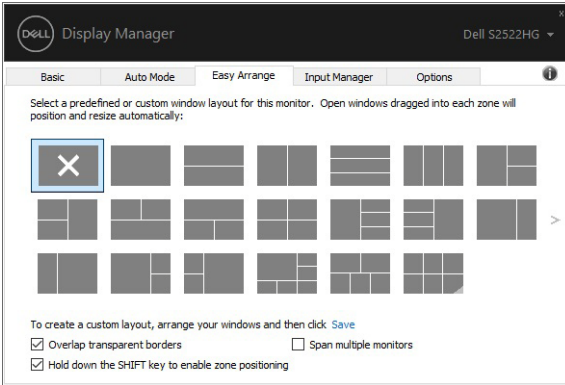 DELL Display Manager
Dell S2522HG
Basic
Auto Mode
Easy Arrange
Input Manager
Options
Select a predefined or custom window layout for this monitor. Open windows dragged into each zone will
position and resize automatically:
To create a custom layout, arrange your windows and then click Save
Overlap transparent borders
Span multiple monitors
Hold down the SHIFT key to enable zone positioning